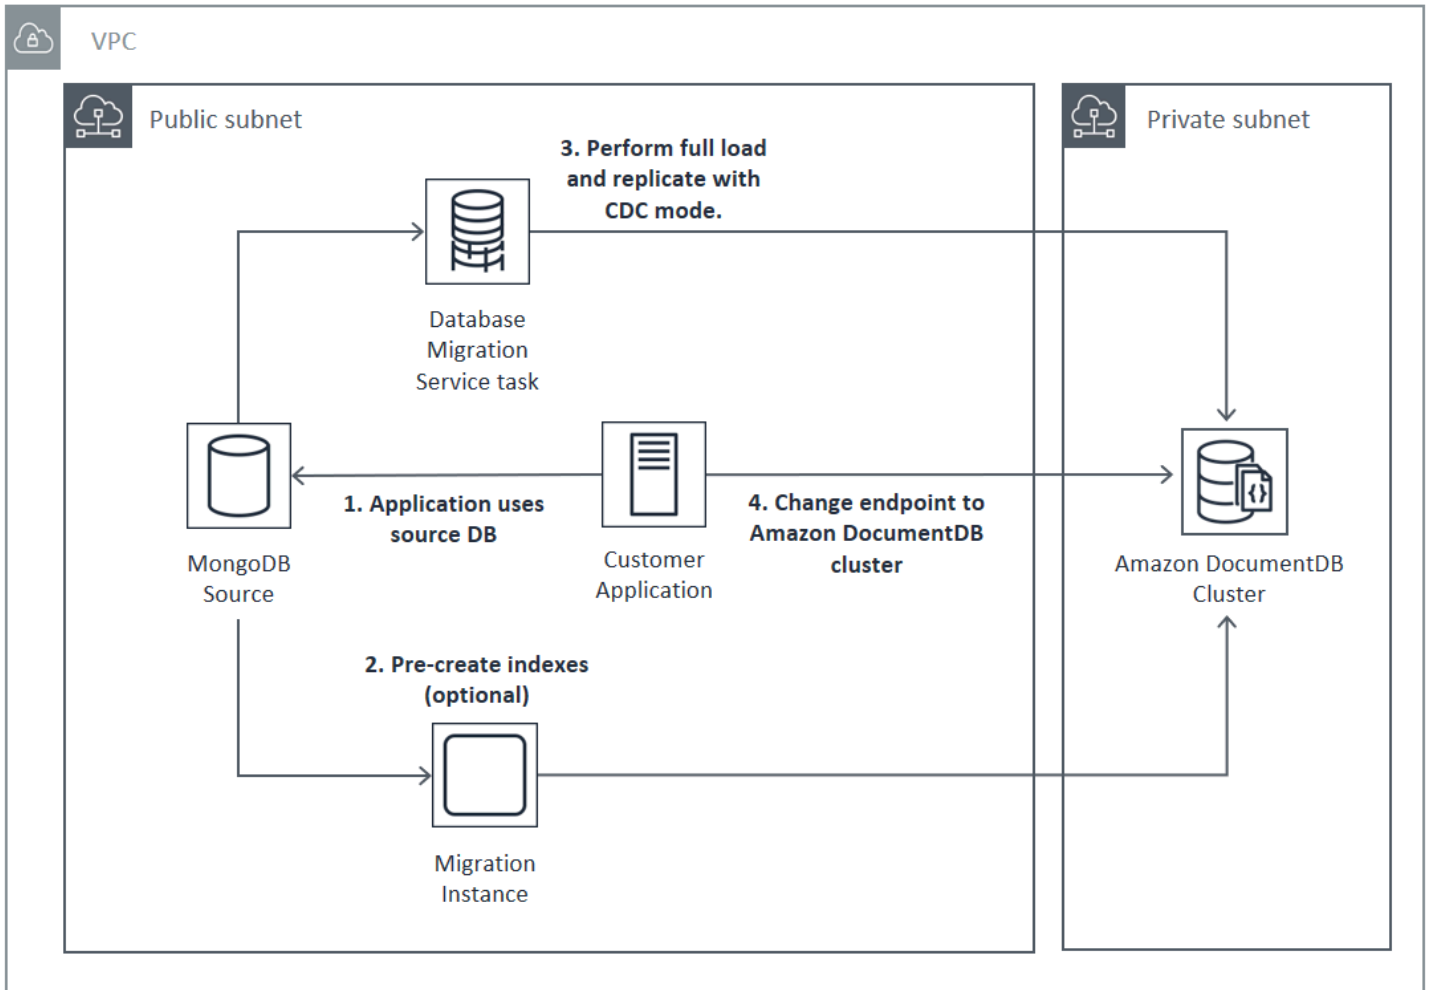 VPC
Public subnet
Private subnet
3. Perform full load
and replicate with
CDC mode.
Database
Migration
Service task
1. Application uses
source DB
4. Change endpoint to
Amazon DocumentDB
cluster
MongoDB
Source
Customer
Application
Amazon DocumentDB
Cluster
2. Pre-create indexes
(optional)
Migration
Instance